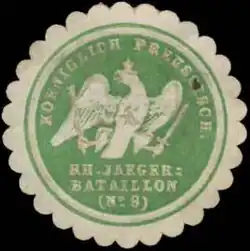 KOENIGLICH PREUSSISCH.
RH. JAEGER-
BATAILLON
(No 8)